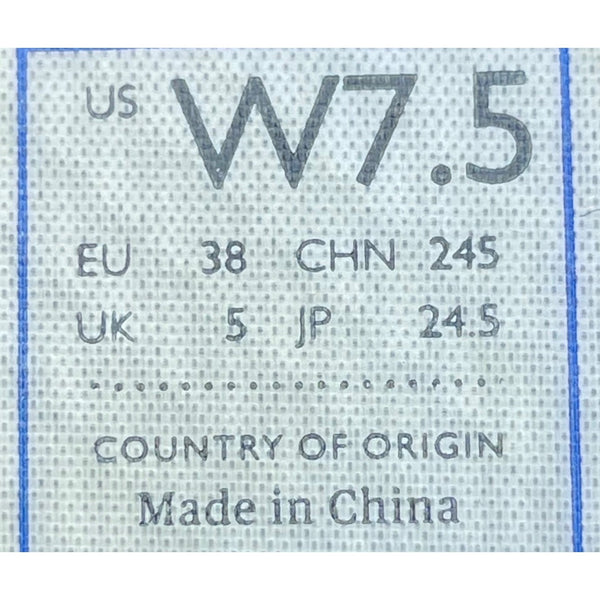 US W7.5
EU 38 CHN 245
UK 5 JP 24.5
COUNTRY OF ORIGIN
Made in China